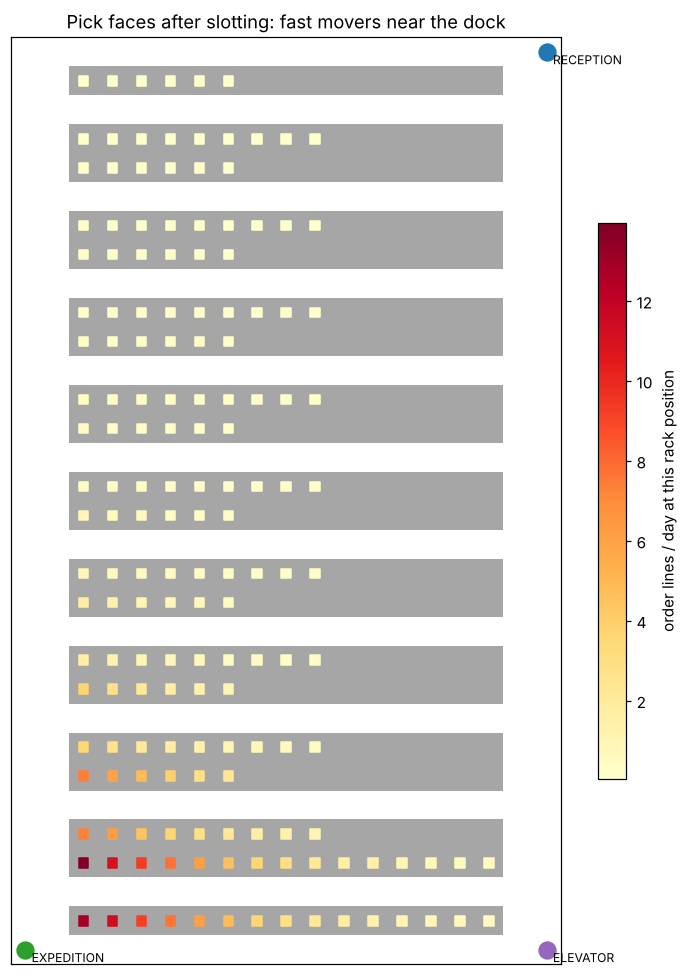 Pick faces after slotting: fast movers near the dock
RECEPTION
12
10
8
6
4
2
order lines / day at this rack position
EXPEDITION
ELEVATOR